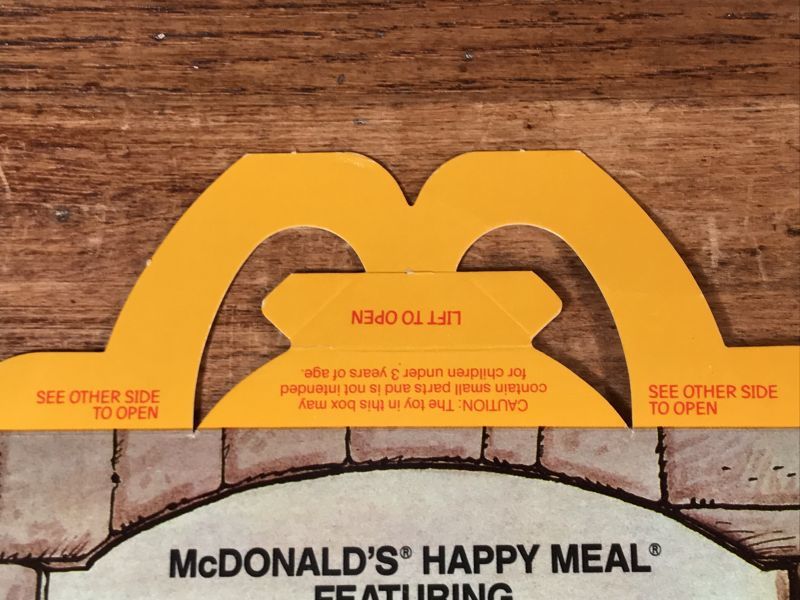 LIFT TO OPEN
CAUTION: The toy in this box may
contain small parts and is not intended
for children under 3 years of age.
SEE OTHER SIDE
TO OPEN
SEE OTHER SIDE
TO OPEN
McDONALD'S® HAPPY MEAL®
FEATURING